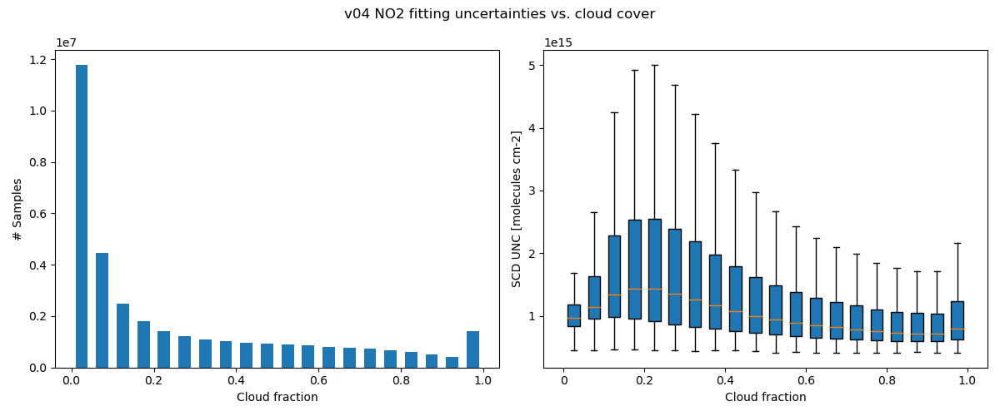 v04 NO2 fitting uncertainties vs. cloud cover
1e7
1.2
1.0
0.8
0.6
0.4
0.2
0.0
# Samples
0.0 0.2 0.4 0.6 0.8 1.0
Cloud fraction
1e15
5
4
3
2
1
SCD UNC [molecules cm-2]
0 0.2 0.4 0.6 0.8 1.0
Cloud fraction